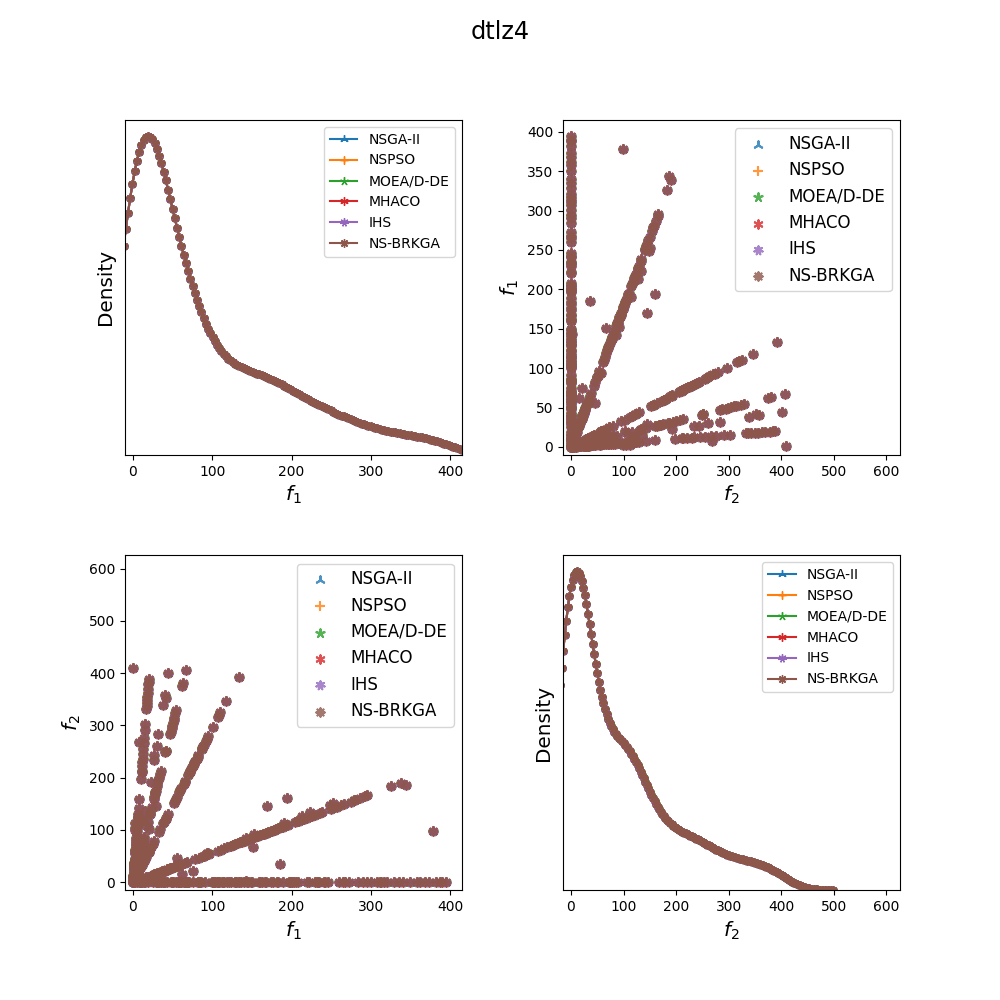 dtlz4
Density
NSGA-II
NSPSO
MOEA/D-DE
MHACO
IHS
NS-BRKGA
0 100 200 300 400
f1
f1
400
350
300
250
200
150
100
50
0
NSGA-II
NSPSO
MOEA/D-DE
MHACO
IHS
NS-BRKGA
0 100 200 300 400 500 600
f2
f2
600
500
400
300
200
100
0
NSGA-II
NSPSO
MOEA/D-DE
MHACO
IHS
NS-BRKGA
0 100 200 300 400
f1
Density
NSGA-II
NSPSO
MOEA/D-DE
MHACO
IHS
NS-BRKGA
0 100 200 300 400 500 600
f2